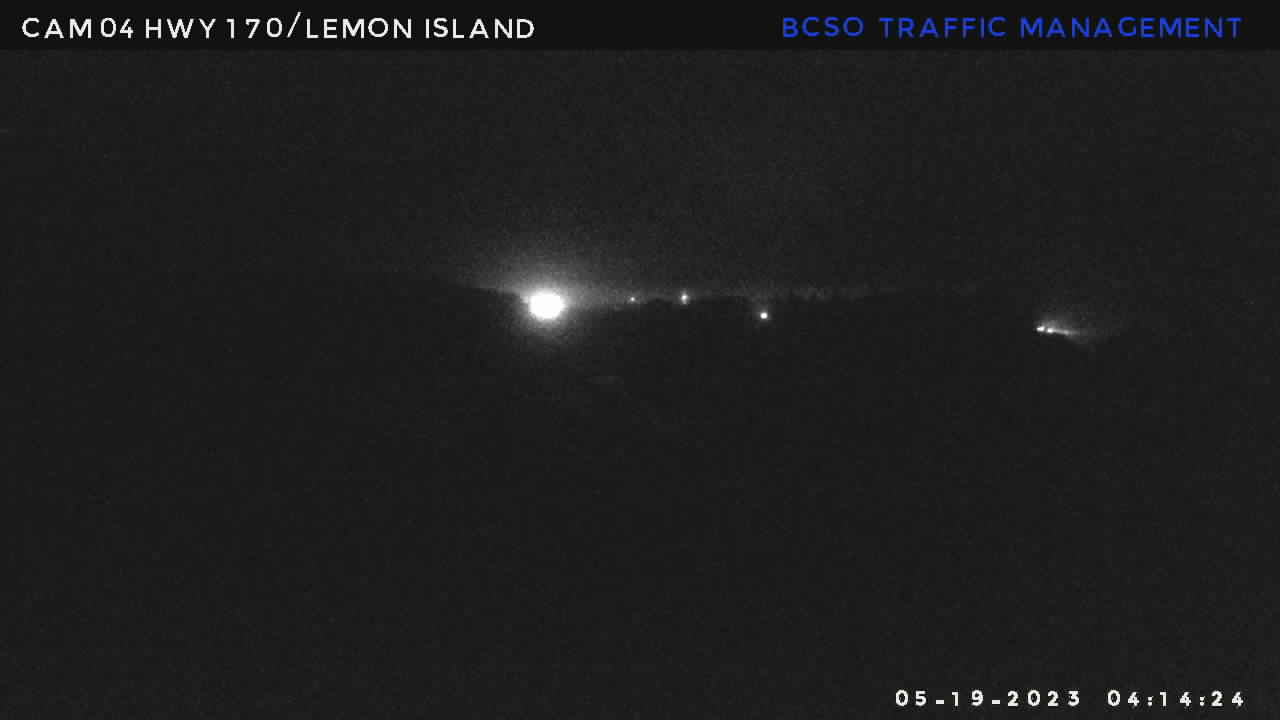 CAM04 HWY 170/LEMON ISLAND
BCSO TRAFFIC MANAGEMENT
05-19-2023 04:14:24